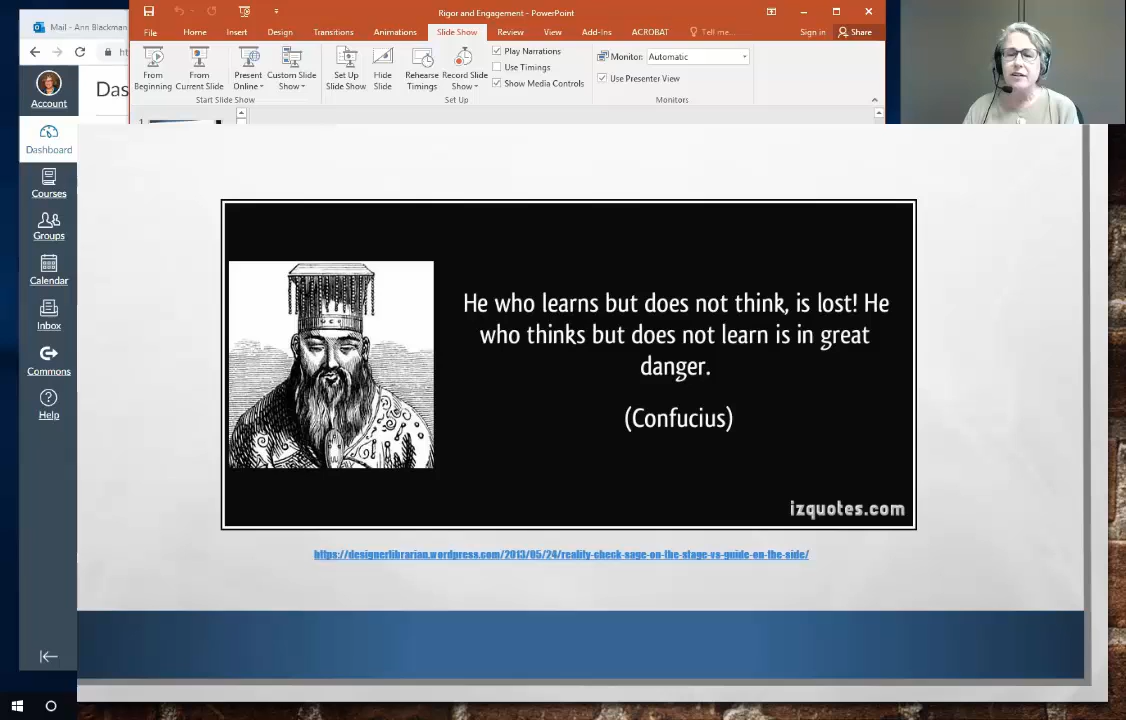 Mail - Ann Blackman
Rigor and Engagement - PowerPoint
File Home Insert Design Transitions Animations Slide Show Review View Add-Ins ACROBAT Tell me... Sign in Share
From Beginning
From Current Slide
Present Online
Custom Slide Show
Start Slide Show
Set Up Slide Show
Hide Slide
Rehearse Timings
Record Slide Show
Play Narrations
Use Timings
Show Media Controls
Set Up
Monitor: Automatic
Use Presenter View
Monitors
1
Account
Dashboard
Courses
Groups
Calendar
Inbox
Commons
Help
He who learns but does not think, is lost! He
who thinks but does not learn is in great
danger.
(Confucius)
izquotes.com
https://designerlibrarian.wordpress.com/2013/05/24/reality-check-sage-on-the-stage-vs-guide-on-the-side/